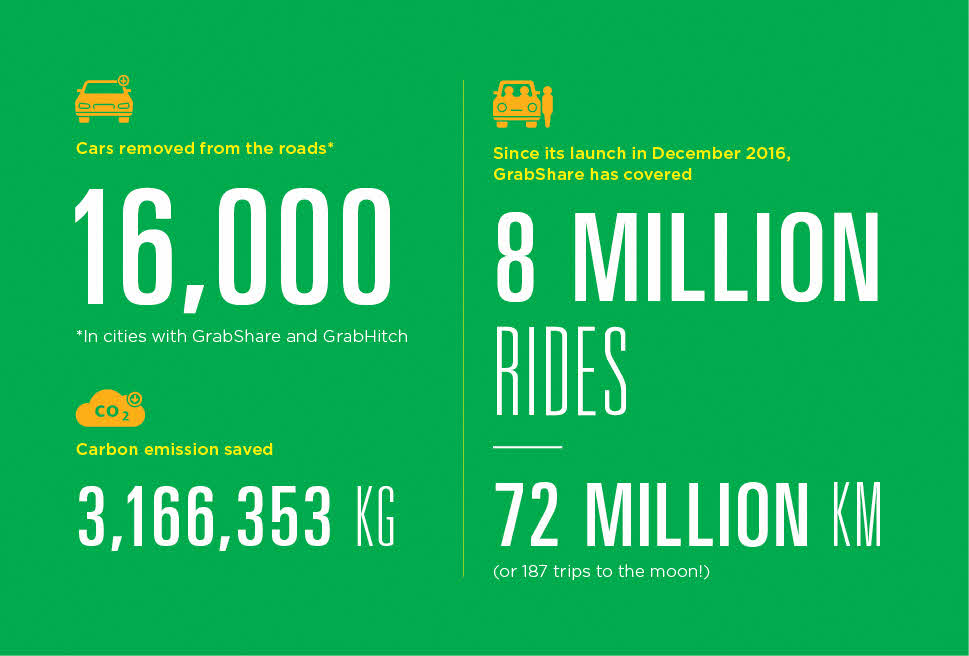 Cars removed from the roads*
16,000
*In cities with GrabShare and GrabHitch
CO2
Carbon emission saved
3,166,353 KG
Since its launch in December 2016,
GrabShare has covered
8 MILLION
RIDES
72 MILLION KM
(or 187 trips to the moon!)